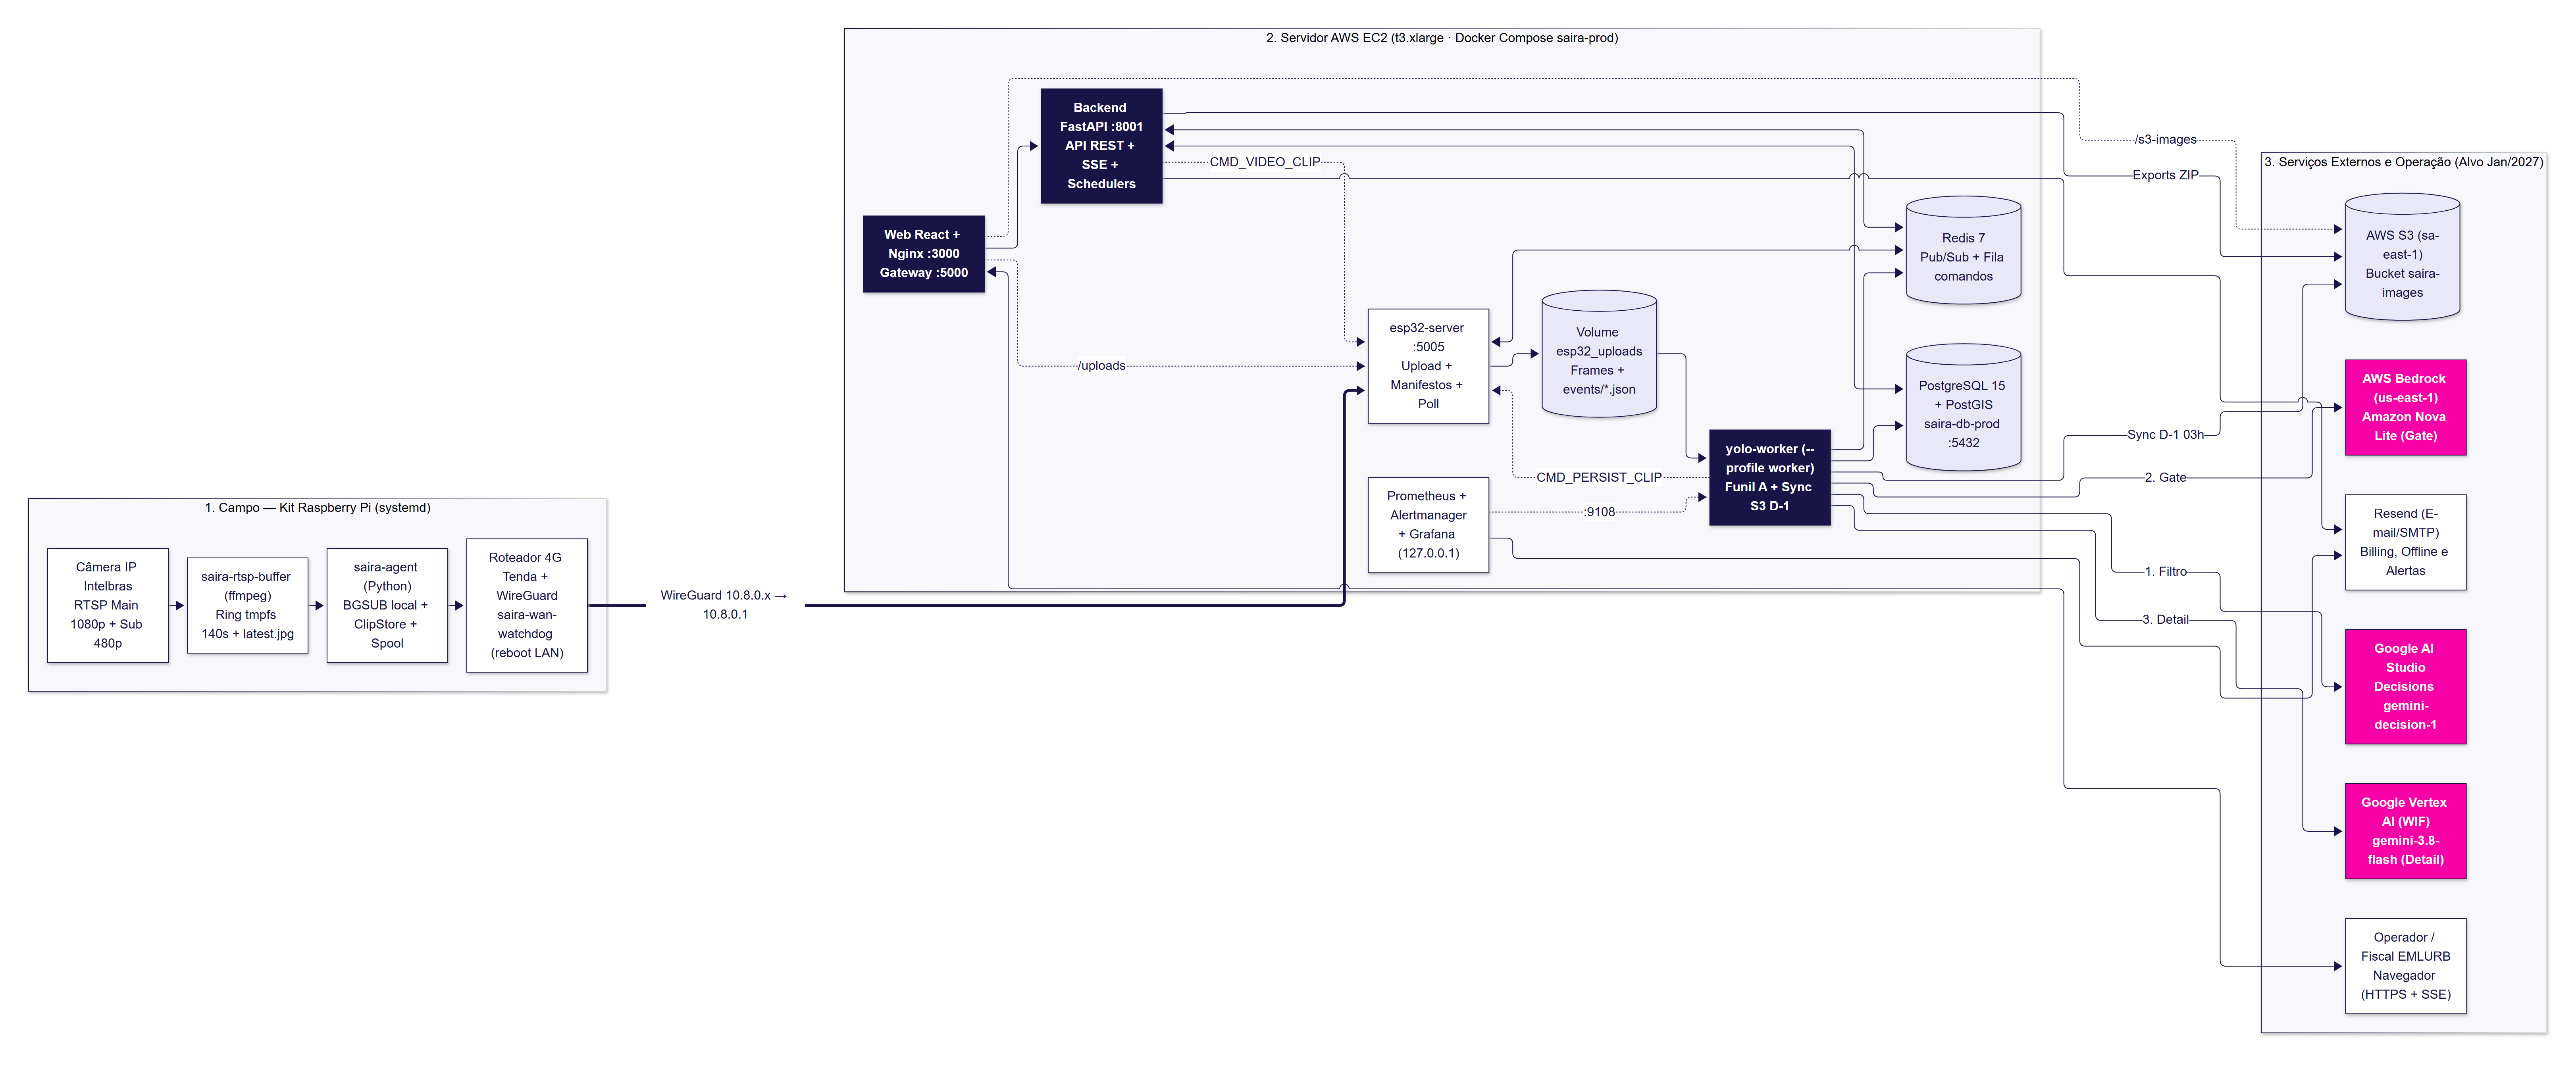 2. Servidor AWS EC2 (t3.xlarge · Docker Compose saira-prod)
Backend
FastAPI :8001
API REST +
SSE +
Schedulers
CMD_VIDEO_CLIP
Web React +
Nginx :3000
Gateway :5000
/uploads
esp32-server
:5005
Upload +
Manifestos +
Poll
Volume
esp32_uploads
Frames +
events/*.json
Redis 7
Pub/Sub + Fila
comandos
PostgreSQL 15
+ PostGIS
saira-db-prod
:5432
yolo-worker (--
profile worker)
Funil A + Sync
S3 D-1
CMD_PERSIST_CLIP
Prometheus +
Alertmanager
+ Grafana
(127.0.0.1)
:9108
1. Campo — Kit Raspberry Pi (systemd)
Câmera IP
Intelbras
RTSP Main
1080p + Sub
480p
saira-rtsp-buffer
(ffmpeg)
Ring tmpfs
140s + latest.jpg
saira-agent
(Python)
BGSUB local +
ClipStore +
Spool
Roteador 4G
Tenda +
WireGuard
saira-wan-
watchdog
(reboot LAN)
WireGuard 10.8.0.x →
10.8.0.1
/s3-images
Exports ZIP
Sync D-1 03h
2. Gate
1. Filtro
3. Detail
3. Serviços Externos e Operação (Alvo Jan/2027)
AWS S3 (sa-
east-1)
Bucket saira-
images
AWS Bedrock
(us-east-1)
Amazon Nova
Lite (Gate)
Resend (E-
mail/SMTP)
Billing, Offline e
Alertas
Google AI
Studio
Decisions
gemini-
decision-1
Google Vertex
AI (WIF)
gemini-3.8-
flash (Detail)
Operador /
Fiscal EMLURB
Navegador
(HTTPS + SSE)